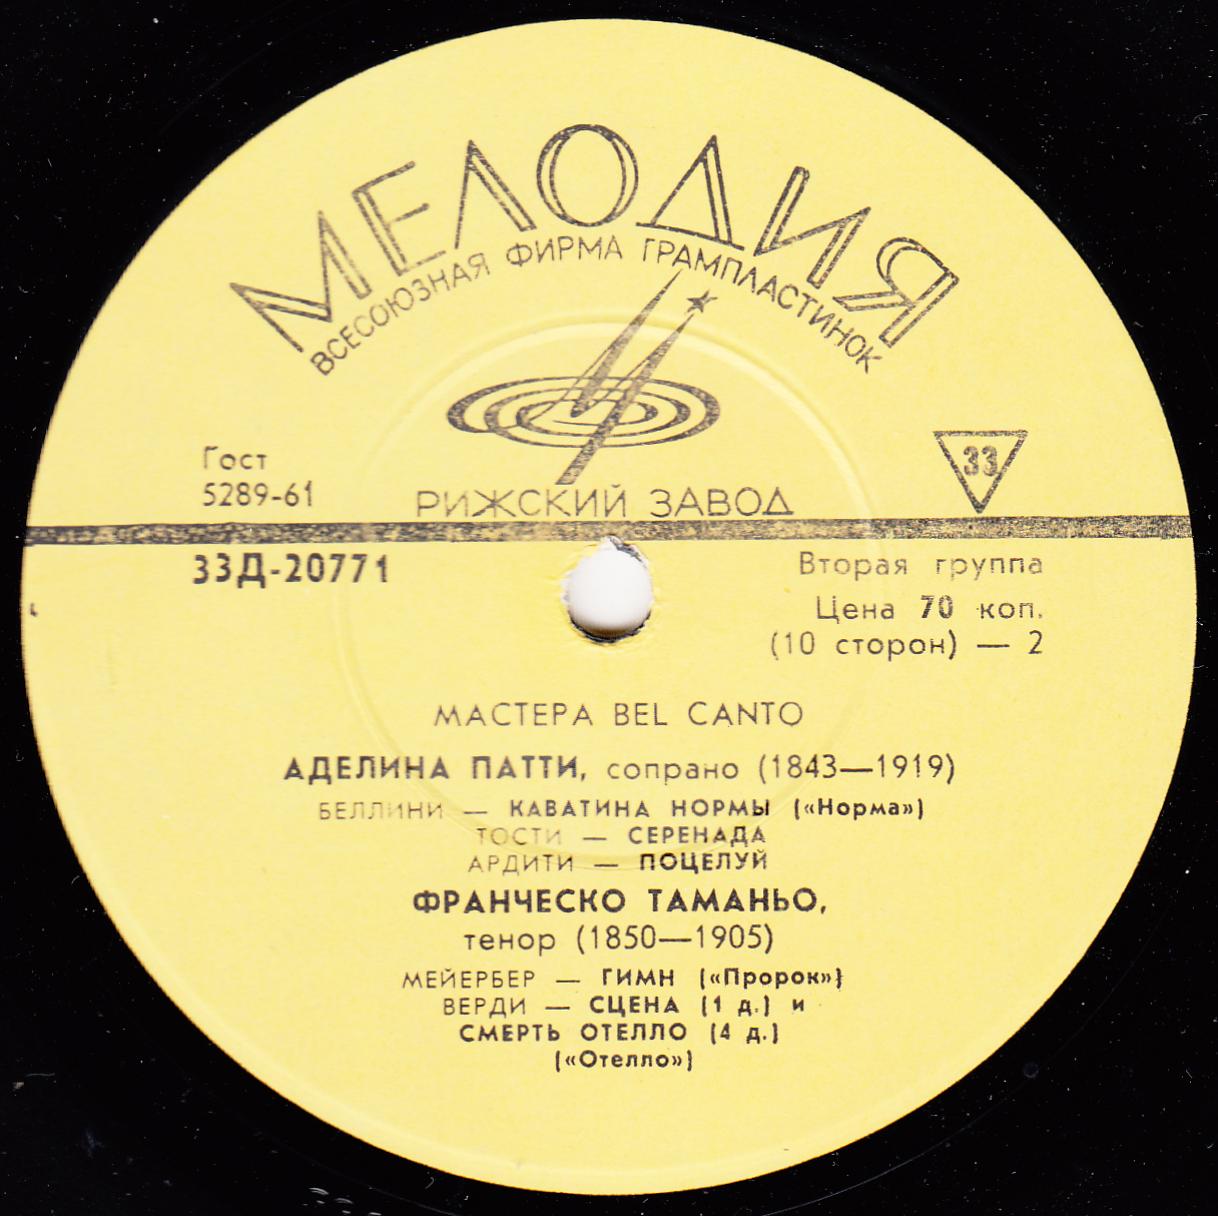 МЕЛОДИЯ
ВСЕСОЮЗНАЯ ФИРМА ГРАМПЛАСТИНОК
Гост
5289-61
33
РИЖСКИЙ ЗАВОД
33Д-20771
Вторая группа
Цена 70 коп.
(10 сторон) — 2
МАСТЕРА BEL CANTO
АДЕЛИНА ПАТТИ, сопрано (1843—1919)
БЕЛЛИНИ — КАВАТИНА НОРМЫ («Норма»)
ТОСТИ — СЕРЕНАДА
АРДИТИ — ПОЦЕЛУЙ
ФРАНЧЕСКО ТАМАНЬО,
тенор (1850—1905)
МЕЙЕРБЕР — ГИМН («Пророк»)
ВЕРДИ — СЦЕНА (1 д.) и
СМЕРТЬ ОТЕЛЛО (4 д.)
(«Отелло»)